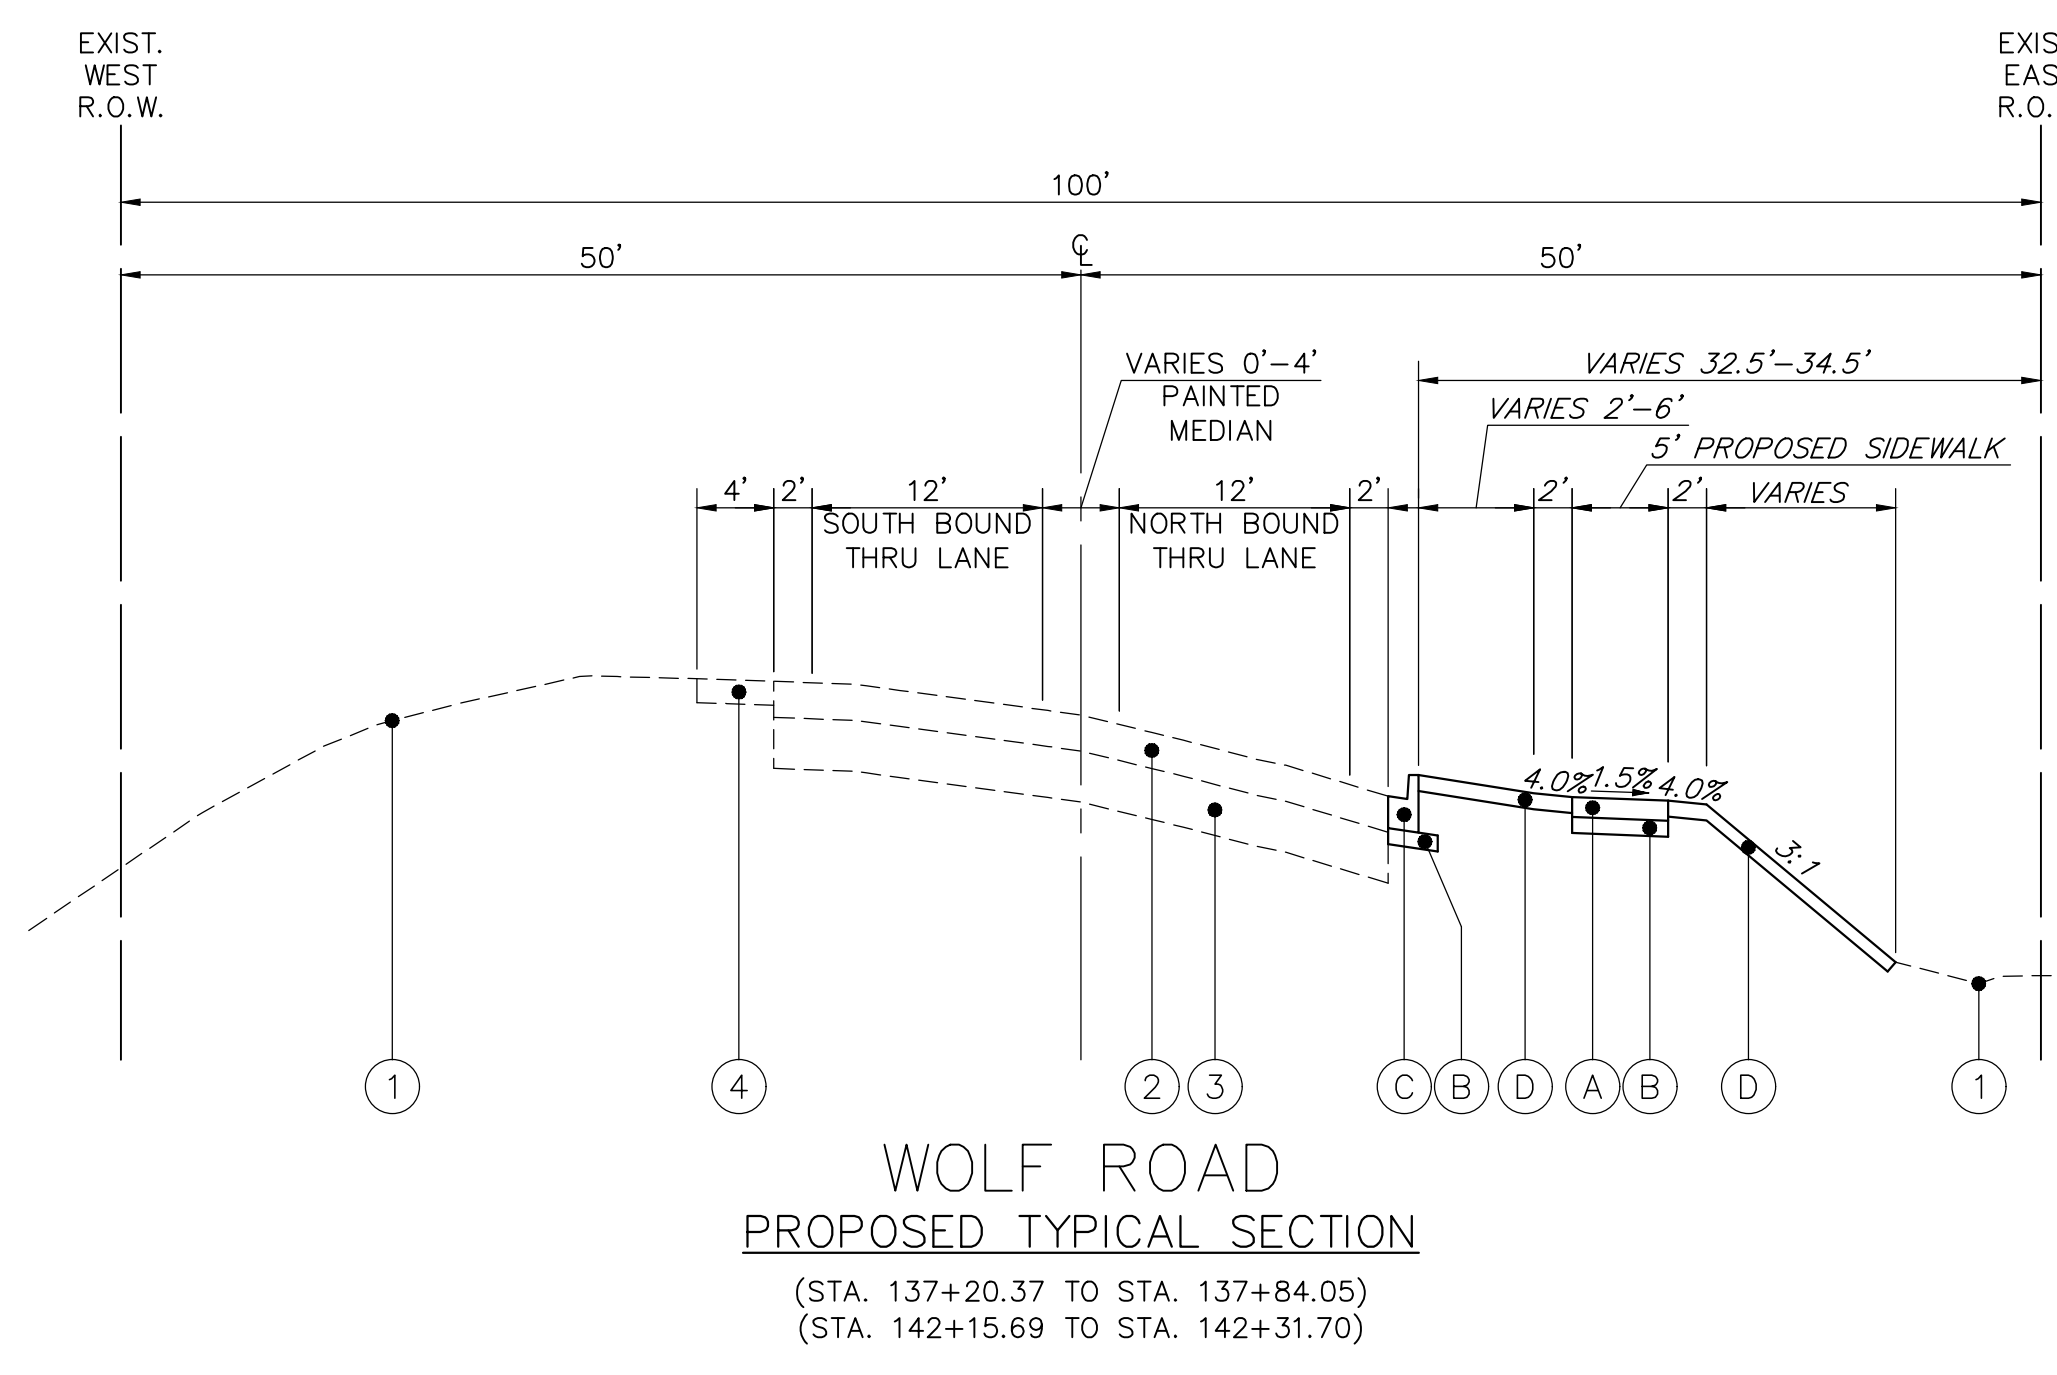 EXIST.
WEST
R.O.W.
EXIS
EAS
R.O.
100'
50'
℄
50'
VARIES 0'-4'
PAINTED
MEDIAN
VARIES 32.5'-34.5'
VARIES 2'-6'
5' PROPOSED SIDEWALK
4'
2'
12'
SOUTH BOUND
THRU LANE
12'
NORTH BOUND
THRU LANE
2'
2'
2'
VARIES
4.0%
1.5%
4.0%
3:1
1
4
2
3
C
B
D
A
B
D
1
WOLF ROAD
PROPOSED TYPICAL SECTION
(STA. 137+20.37 TO STA. 137+84.05)
(STA. 142+15.69 TO STA. 142+31.70)